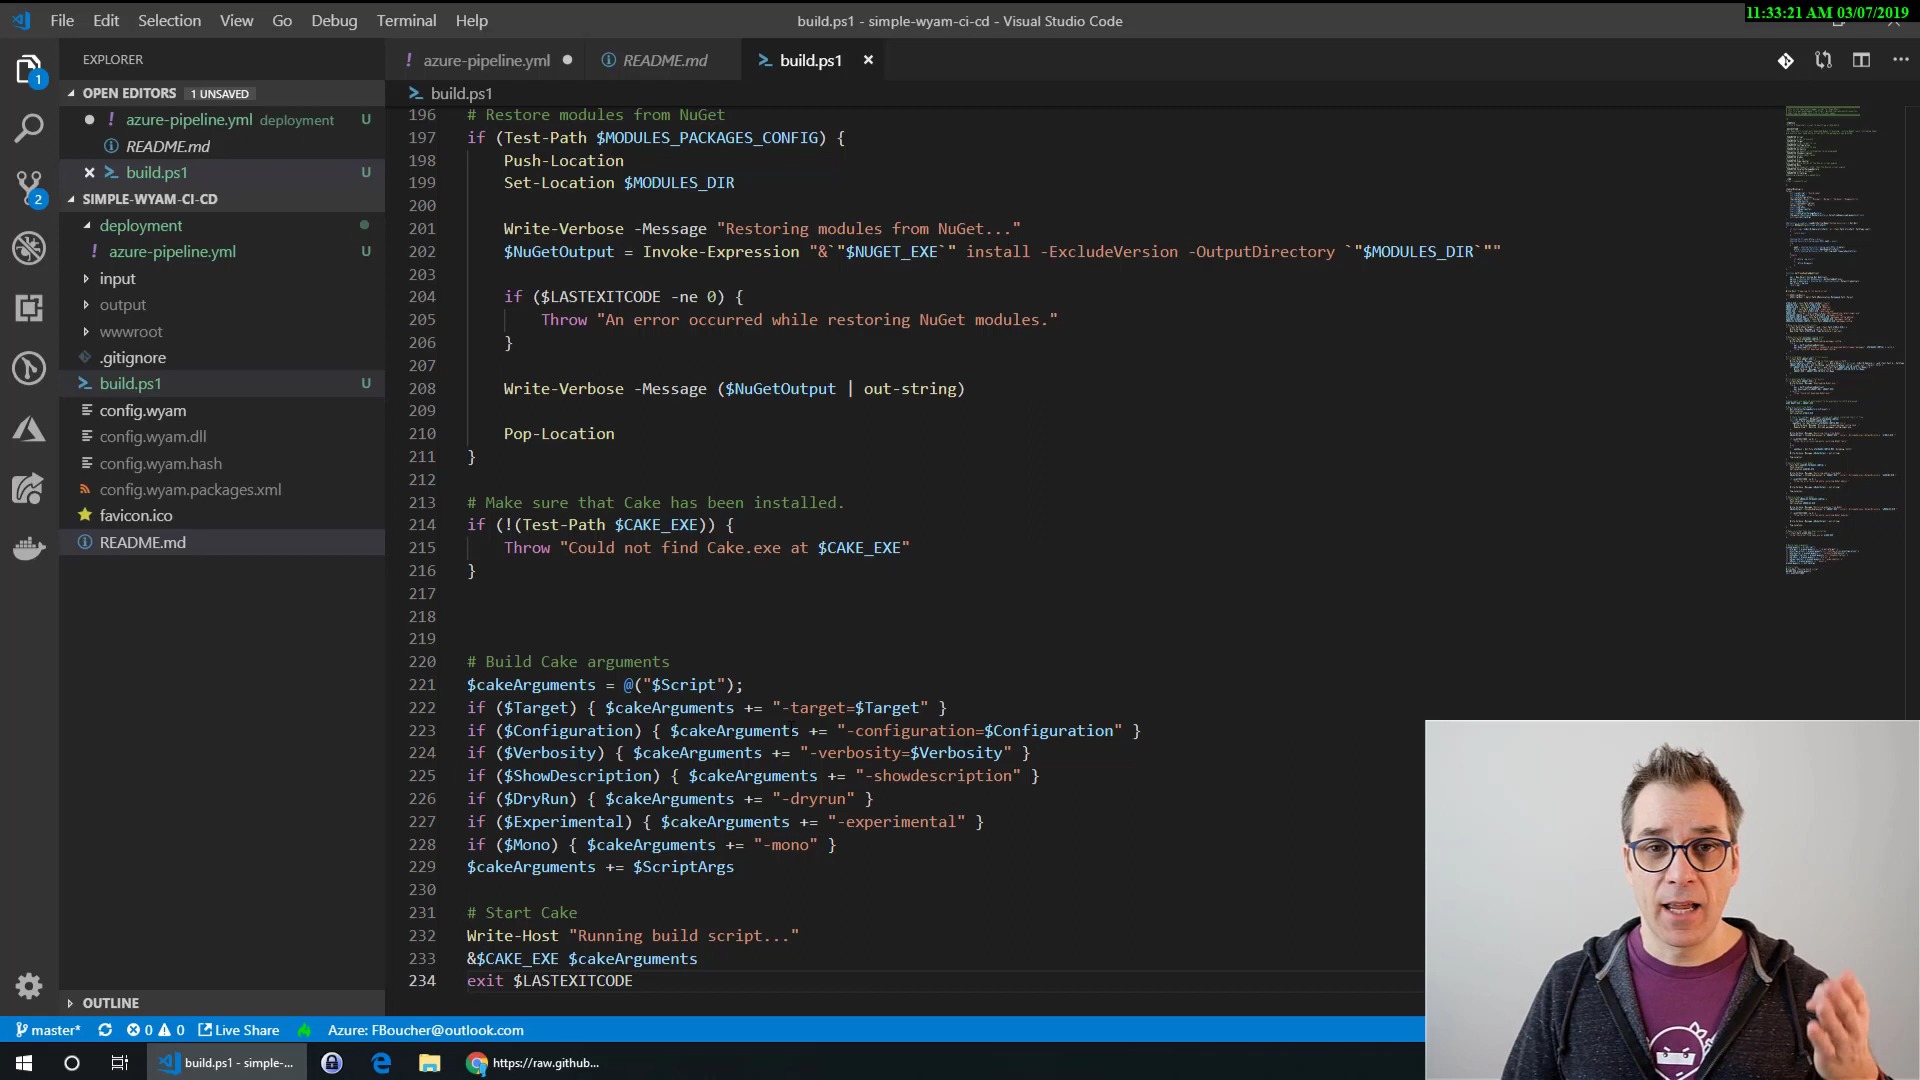 File Edit Selection View Go Debug Terminal Help
build.ps1 - simple-wyam-ci-cd - Visual Studio Code
11:33:21 AM 03/07/2019
EXPLORER
azure-pipeline.yml
README.md
build.ps1
OPEN EDITORS 1 UNSAVED
azure-pipeline.yml deployment U
README.md
build.ps1 U
SIMPLE-WYAM-CI-CD
deployment
azure-pipeline.yml U
input
output
wwwroot
.gitignore
build.ps1 U
config.wyam
config.wyam.dll
config.wyam.hash
config.wyam.packages.xml
favicon.ico
README.md
OUTLINE
1
2
build.ps1
196 # Restore modules from NuGet
197 if (Test-Path $MODULES_PACKAGES_CONFIG) {
198 Push-Location
199 Set-Location $MODULES_DIR
200
201 Write-Verbose -Message "Restoring modules from NuGet..."
202 $NuGetOutput = Invoke-Expression "&`"$NUGET_EXE`" install -ExcludeVersion -OutputDirectory `"$MODULES_DIR`""
203
204 if ($LASTEXITCODE -ne 0) {
205 Throw "An error occurred while restoring NuGet modules."
206 }
207
208 Write-Verbose -Message ($NuGetOutput | out-string)
209
210 Pop-Location
211 }
212
213 # Make sure that Cake has been installed.
214 if (!(Test-Path $CAKE_EXE)) {
215 Throw "Could not find Cake.exe at $CAKE_EXE"
216 }
217
218
219
220 # Build Cake arguments
221 $cakeArguments = @("$Script");
222 if ($Target) { $cakeArguments += "-target=$Target" }
223 if ($Configuration) { $cakeArguments += "-configuration=$Configuration" }
224 if ($Verbosity) { $cakeArguments += "-verbosity=$Verbosity" }
225 if ($ShowDescription) { $cakeArguments += "-showdescription" }
226 if ($DryRun) { $cakeArguments += "-dryrun" }
227 if ($Experimental) { $cakeArguments += "-experimental" }
228 if ($Mono) { $cakeArguments += "-mono" }
229 $cakeArguments += $ScriptArgs
230
231 # Start Cake
232 Write-Host "Running build script..."
233 &$CAKE_EXE $cakeArguments
234 exit $LASTEXITCODE
master* 0 0 Live Share Azure: FBoucher@outlook.com
build.ps1 - simple-... https://raw.github...